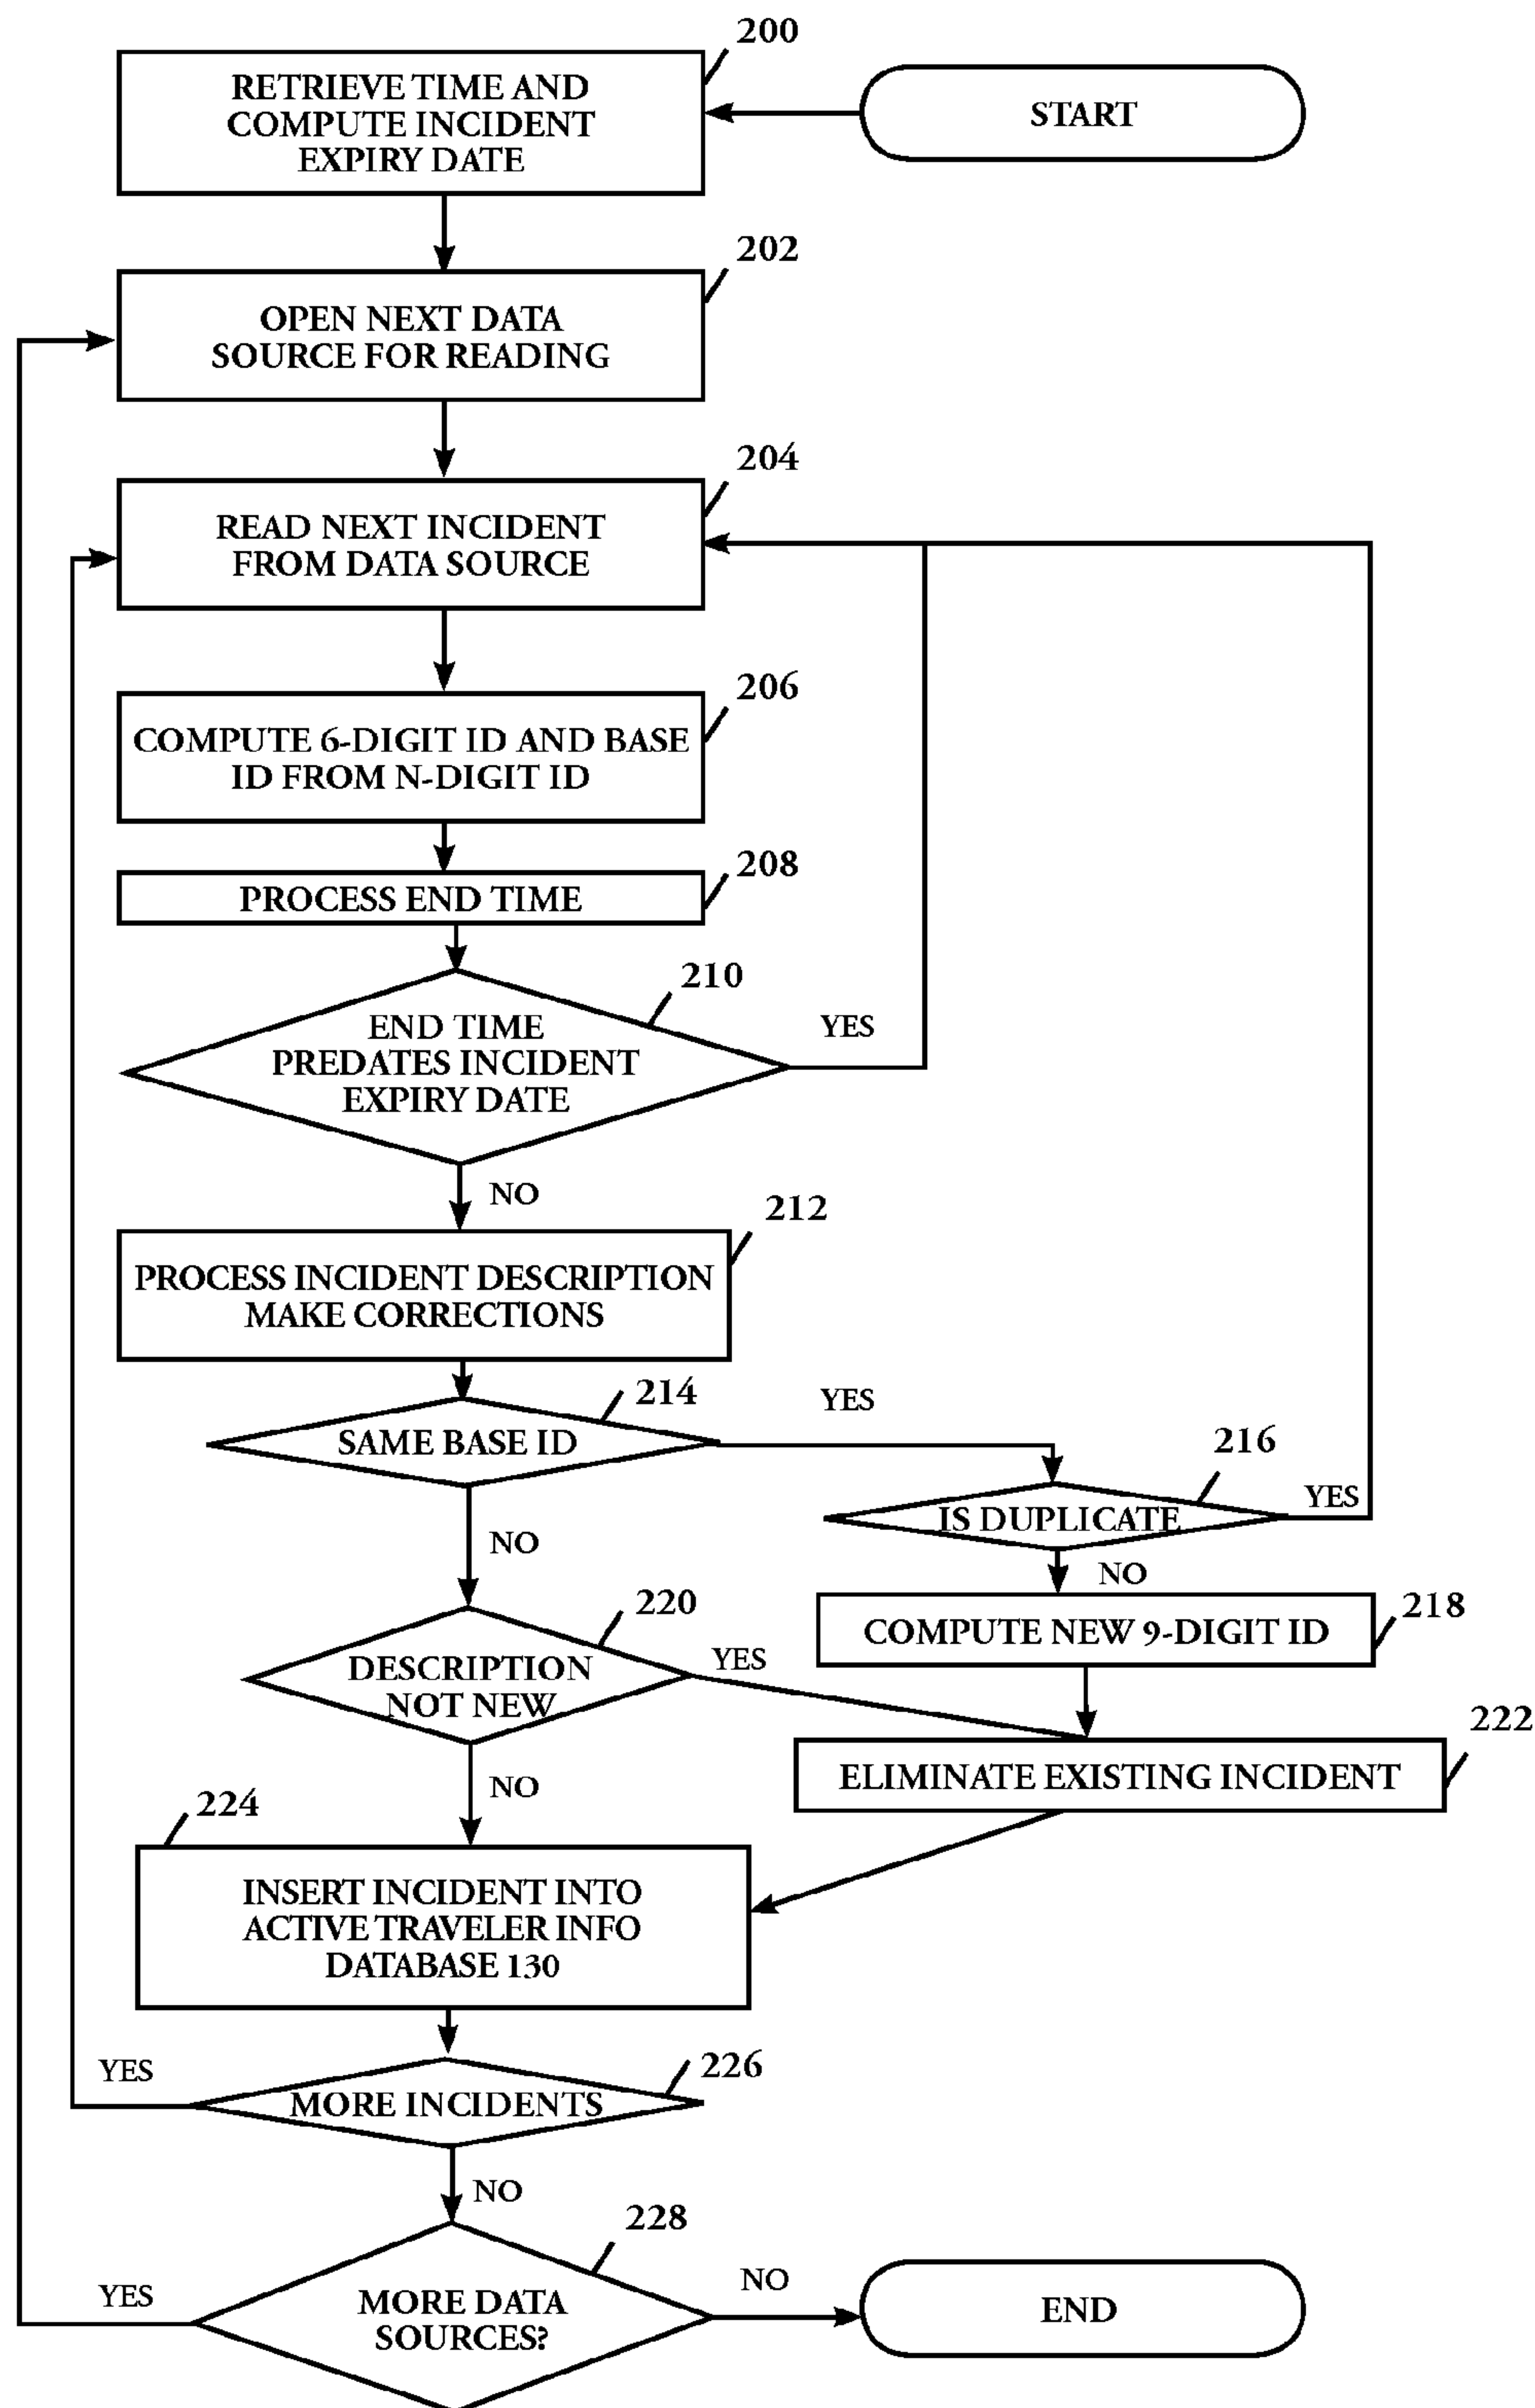 200
RETRIEVE TIME AND
COMPUTE INCIDENT
EXPIRY DATE
START
202
OPEN NEXT DATA
SOURCE FOR READING
204
READ NEXT INCIDENT
FROM DATA SOURCE
206
COMPUTE 6-DIGIT ID AND BASE
ID FROM N-DIGIT ID
208
PROCESS END TIME
210
END TIME
PREDATES INCIDENT
EXPIRY DATE
YES
NO
212
PROCESS INCIDENT DESCRIPTION
MAKE CORRECTIONS
214
SAME BASE ID
YES
216
IS DUPLICATE
YES
NO
NO
218
COMPUTE NEW 9-DIGIT ID
220
DESCRIPTION
NOT NEW
YES
222
ELIMINATE EXISTING INCIDENT
NO
224
INSERT INCIDENT INTO
ACTIVE TRAVELER INFO
DATABASE 130
226
MORE INCIDENTS
YES
NO
228
MORE DATA
SOURCES?
YES
NO
END